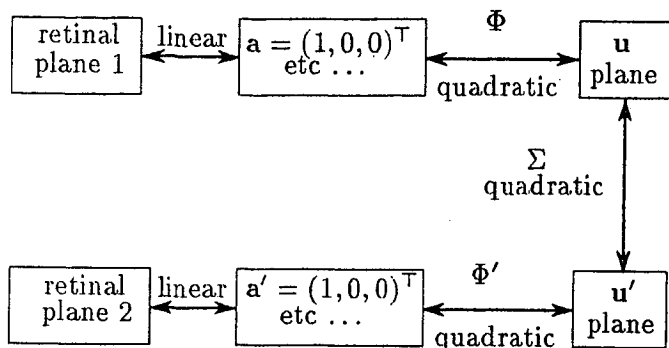 retinal
plane 1
linear
a = (1,0,0)⊤
etc ...
Φ
quadratic
u
plane
Σ
quadratic
retinal
plane 2
linear
a′ = (1,0,0)⊤
etc ...
Φ′
quadratic
u′
plane